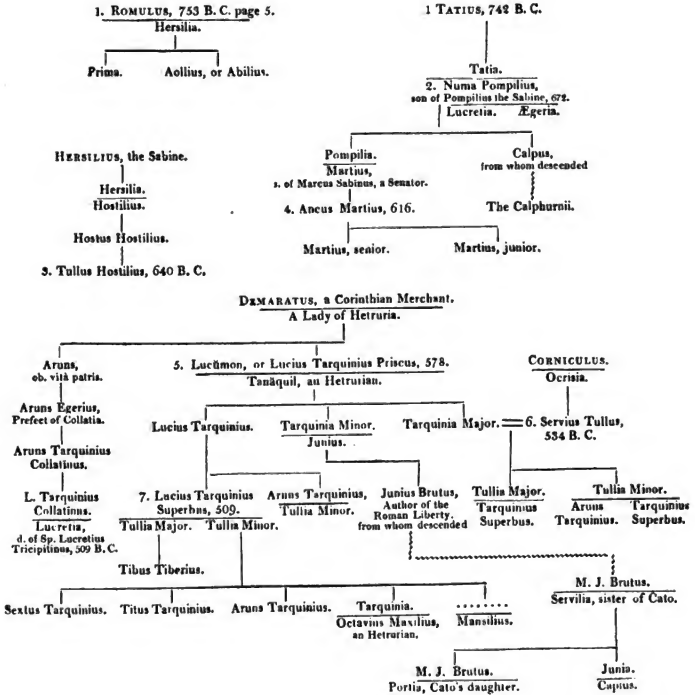 1. ROMULUS, 753 B. C. page 5.
Hersilia.
Prima.
Aollius, or Abilius.
1 TATIUS, 742 B. C.
Tatia.
2. Numa Pompilius,
son of Pompilius the Sabine, 672.
Lucretia. Ægeria.
Pompilia.
Martius,
s. of Marcus Sabinus, a Senator.
4. Ancus Martius, 616.
Martius, senior.
Martius, junior.
Calpus,
from whom descended
The Calphurnii.
HERSILIUS, the Sabine.
Hersilia.
Hostilius.
Hostus Hostilius.
3. Tullus Hostilius, 640 B. C.
DEMARATUS, a Corinthian Merchant.
A Lady of Hetruria.
Aruns,
ob. vitâ patris.
Aruns Egerius,
Prefect of Collatia.
Aruns Tarquinius
Collatinus.
L. Tarquinius
Collatinus.
Lucretia,
d. of Sp. Lucretius
Tricipitinus, 509 B. C.
5. Lucŭmon, or Lucius Tarquinius Priscus, 578.
Tanăquil, an Hetrurian.
CORNICULUS.
Ocrisia.
Lucius Tarquinius.
Tarquinia Minor.
Junius.
Tarquinia Major.
6. Servius Tullus,
534 B. C.
7. Lucius Tarquinius
Superbus, 509.
Tullia Major. Tullia Minor.
Aruns Tarquinius,
Tullia Minor.
Junius Brutus,
Author of the
Roman Liberty.
from whom descended
Tullia Major.
Tarquinius
Superbus.
Tullia Minor.
Aruns Tarquinius
Tarquinius. Superbus.
Tibus Tiberius.
Sextus Tarquinius.
Titus Tarquinius.
Aruns Tarquinius.
Tarquinia.
Octavius Maxilius,
an Hetrurian.
........
Mansilius.
M. J. Brutus.
Servilia, sister of Cato.
M. J. Brutus.
Portia, Cato's daughter.
Junia.
Capius.